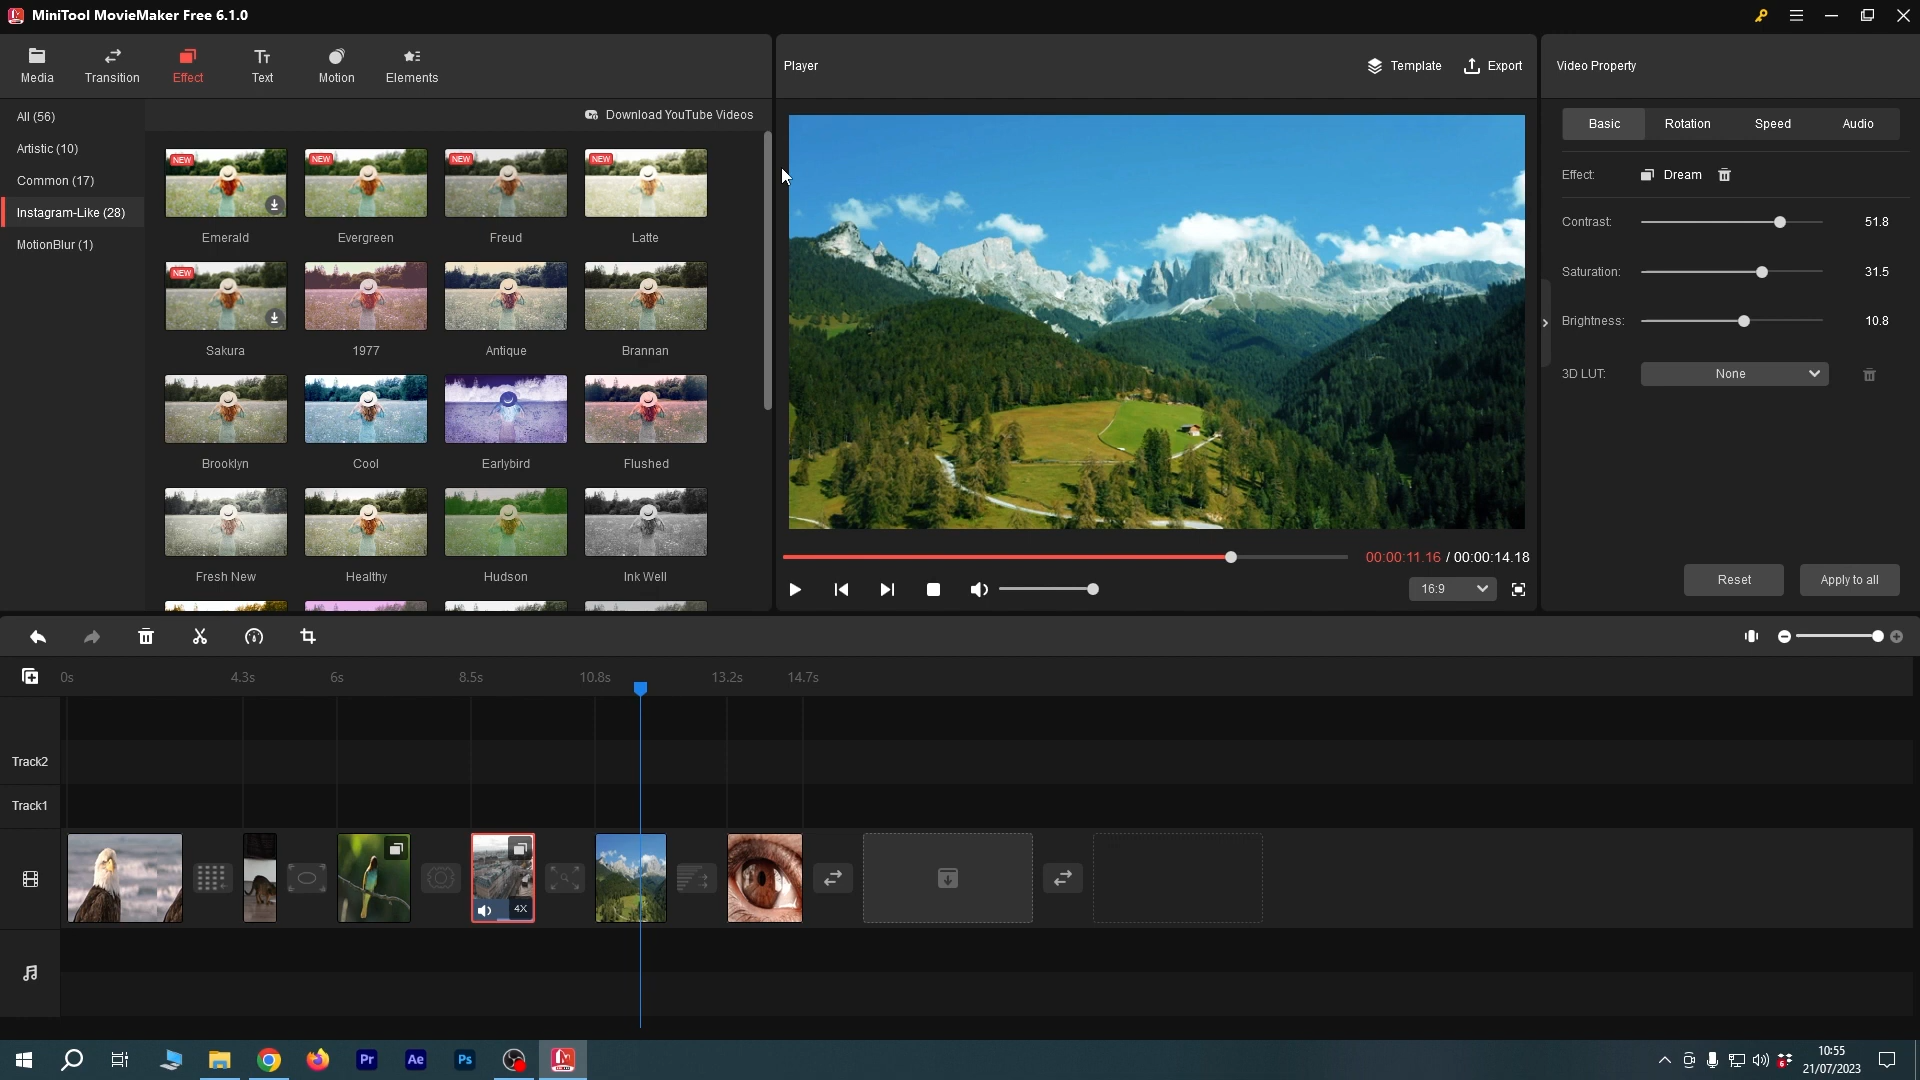 MiniTool MovieMaker Free 6.1.0
Media
Transition
Effect
Text
Motion
Elements
Player
Template
Export
Video Property
All (56)
Artistic (10)
Common (17)
Instagram-Like (28)
MotionBlur (1)
Download YouTube Videos
NEW
NEW
NEW
NEW
Emerald
Evergreen
Freud
Latte
NEW
Sakura
1977
Antique
Brannan
Brooklyn
Cool
Earlybird
Flushed
Fresh New
Healthy
Hudson
Ink Well
00:00:11.16 / 00:00:14.18
16:9
Basic
Rotation
Speed
Audio
Effect:
Dream
Contrast:
51.8
Saturation:
31.5
Brightness:
10.8
3D LUT:
None
Reset
Apply to all
0s
4.3s
6s
8.5s
10.8s
13.2s
14.7s
Track2
Track1
4X
Pr
Ae
Ps
10:55
21/07/2023